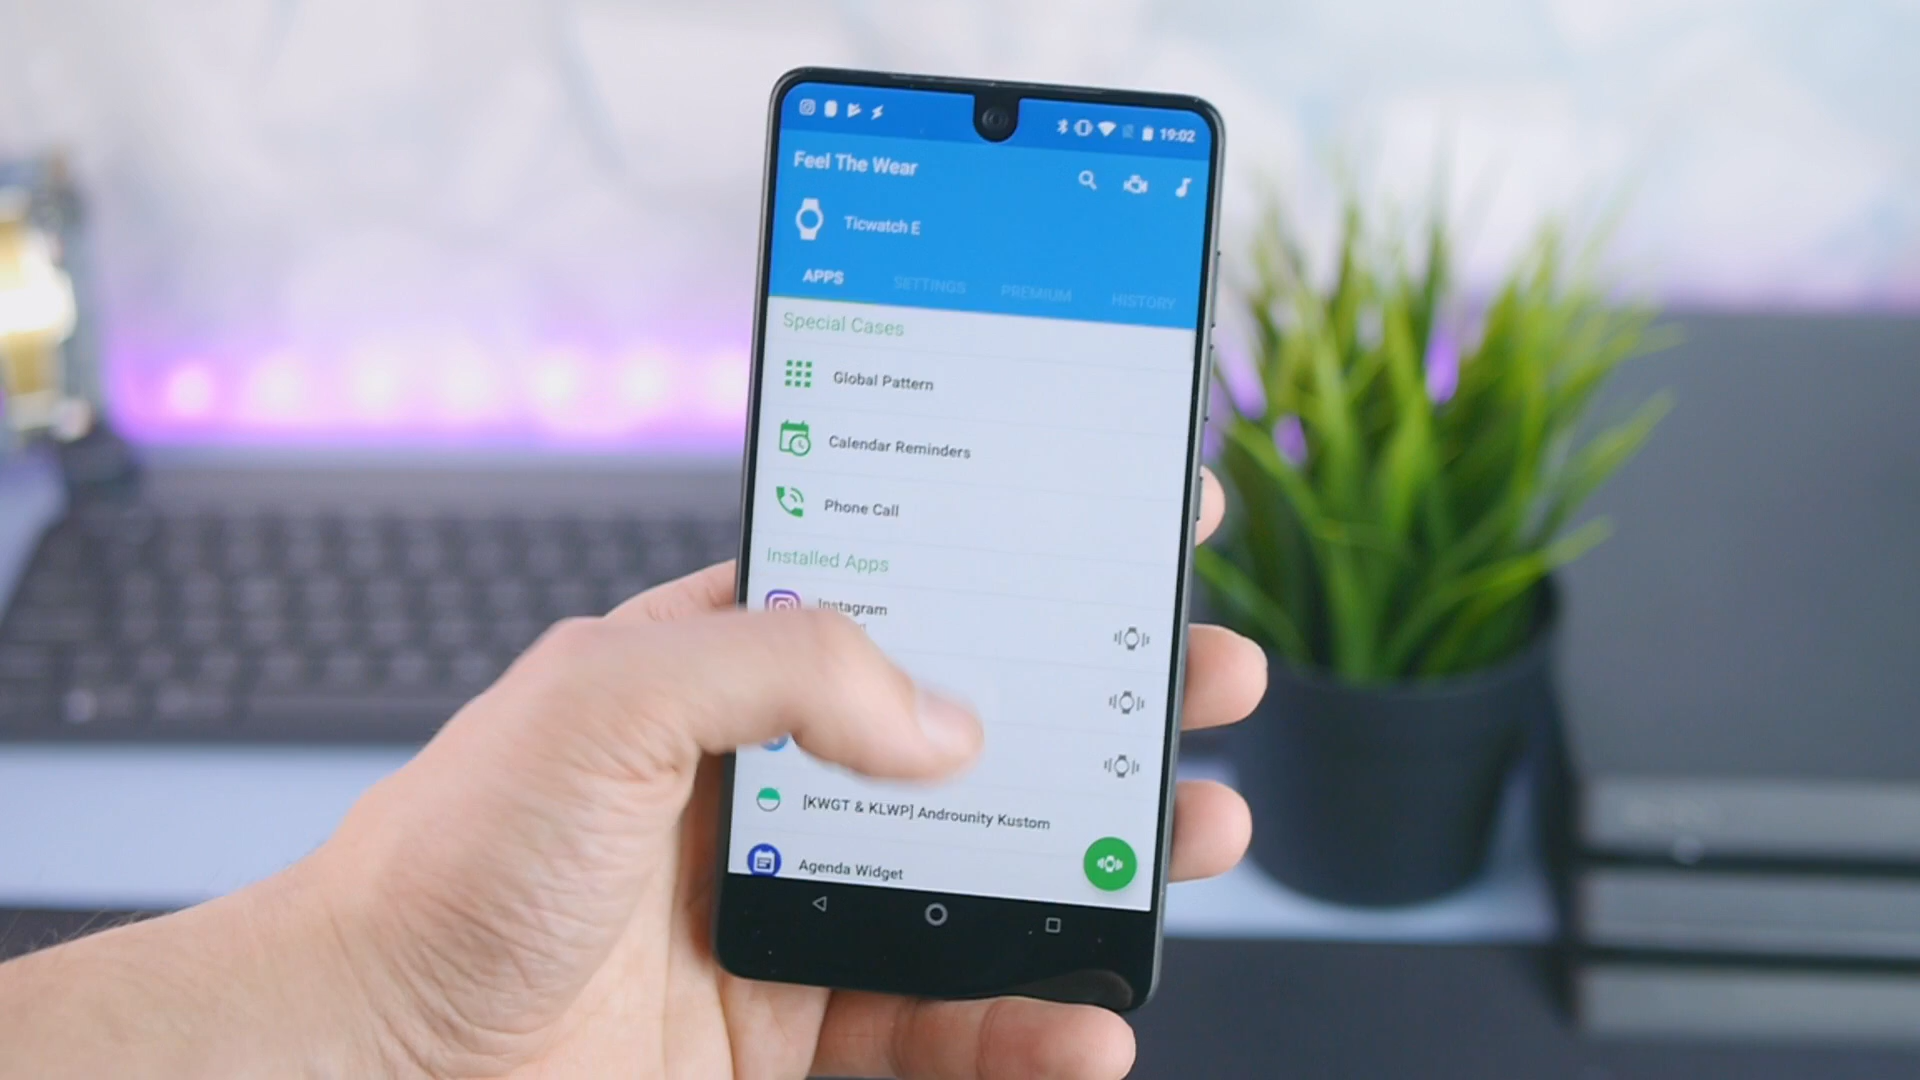 19:02
Feel The Wear
Ticwatch E
APPS SETTINGS PREMIUM HISTORY
Special Cases
Global Pattern
Calendar Reminders
Phone Call
Installed Apps
Instagram
[KWGT & KLWP] Androunity Kustom
Agenda Widget